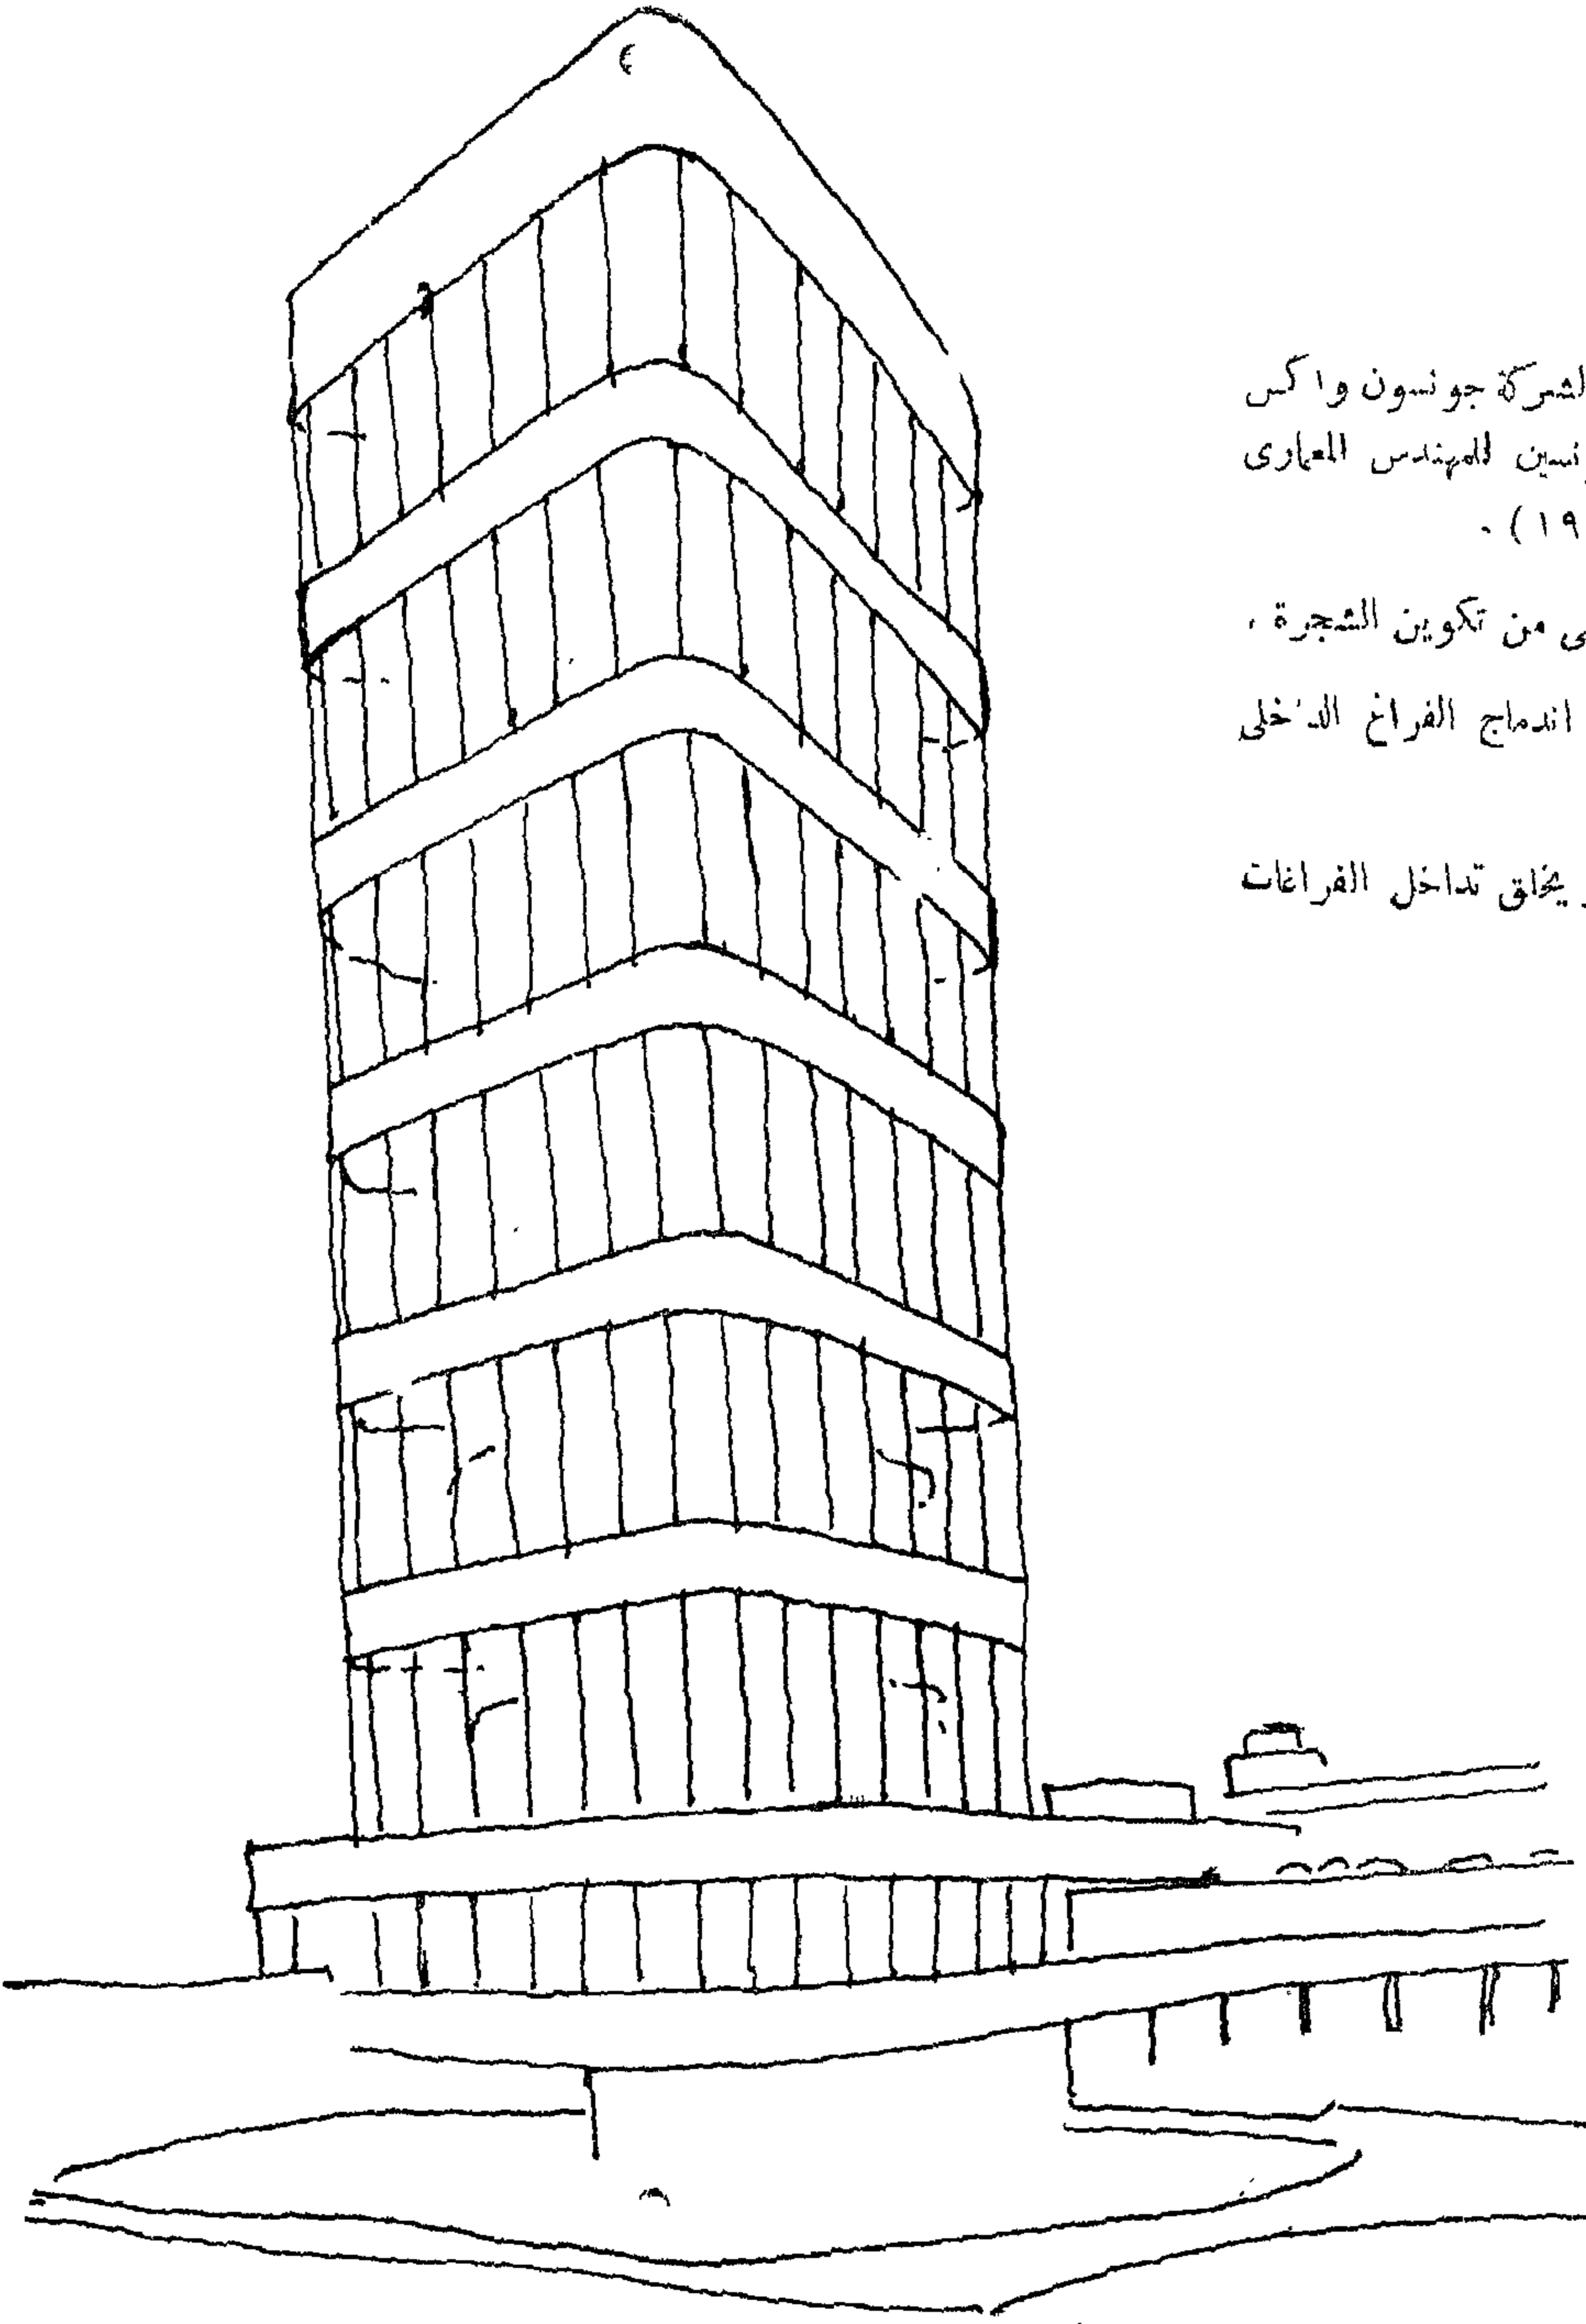 لشركة جونسون واكس
نسين للمهندس المعمارى
١٩ ) .
ى من تكوين الشجرة ،
اندماج الفراغ الداخلى
يخلق تداخل الفراغات